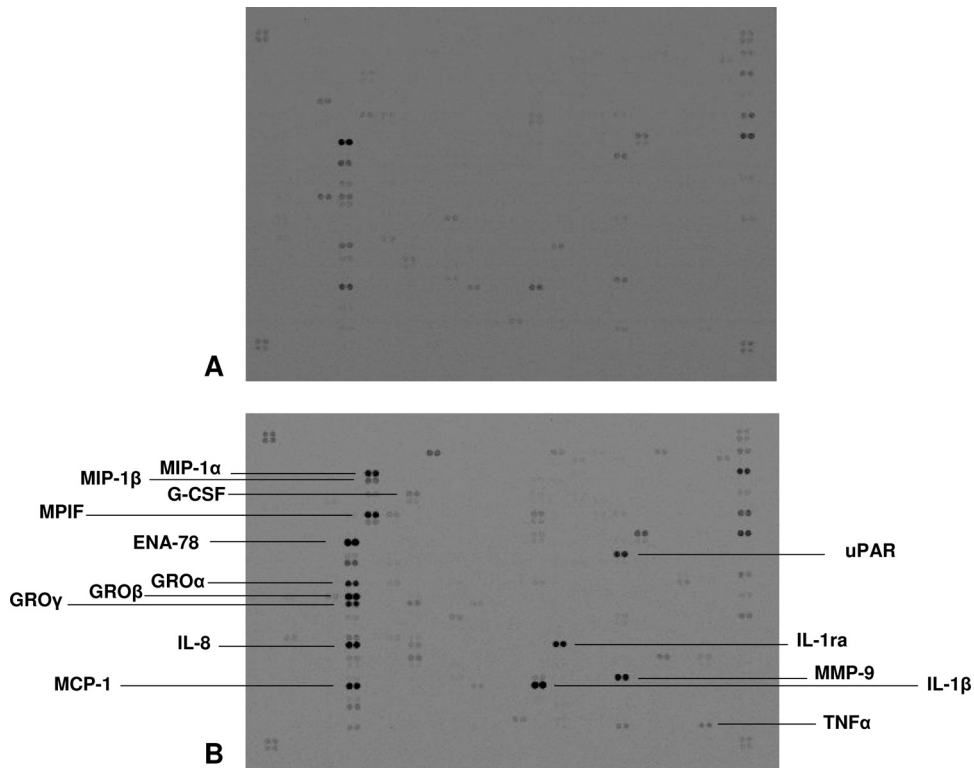 A
MIP-1α
MIP-1β
G-CSF
MPIF
ENA-78
uPAR
GROα
GROβ
GROγ
IL-8
IL-1ra
MMP-9
MCP-1
IL-1β
TNFα
B